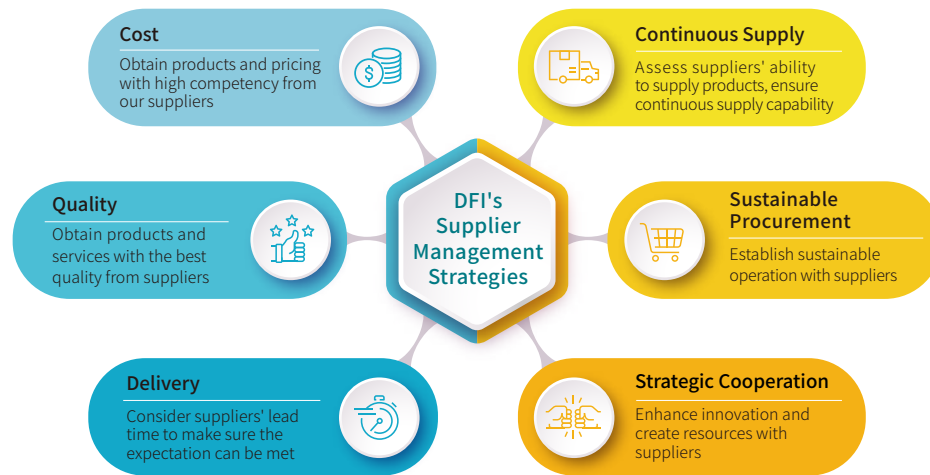 Cost
Obtain products and pricing
with high competency from
our suppliers
Continuous Supply
Assess suppliers' ability
to supply products, ensure
continuous supply capability
Quality
Obtain products and
services with the best
quality from suppliers
DFI's
Supplier
Management
Strategies
Sustainable
Procurement
Establish sustainable
operation with suppliers
Delivery
Consider suppliers' lead
time to make sure the
expectation can be met
Strategic Cooperation
Enhance innovation and
create resources with
suppliers
$